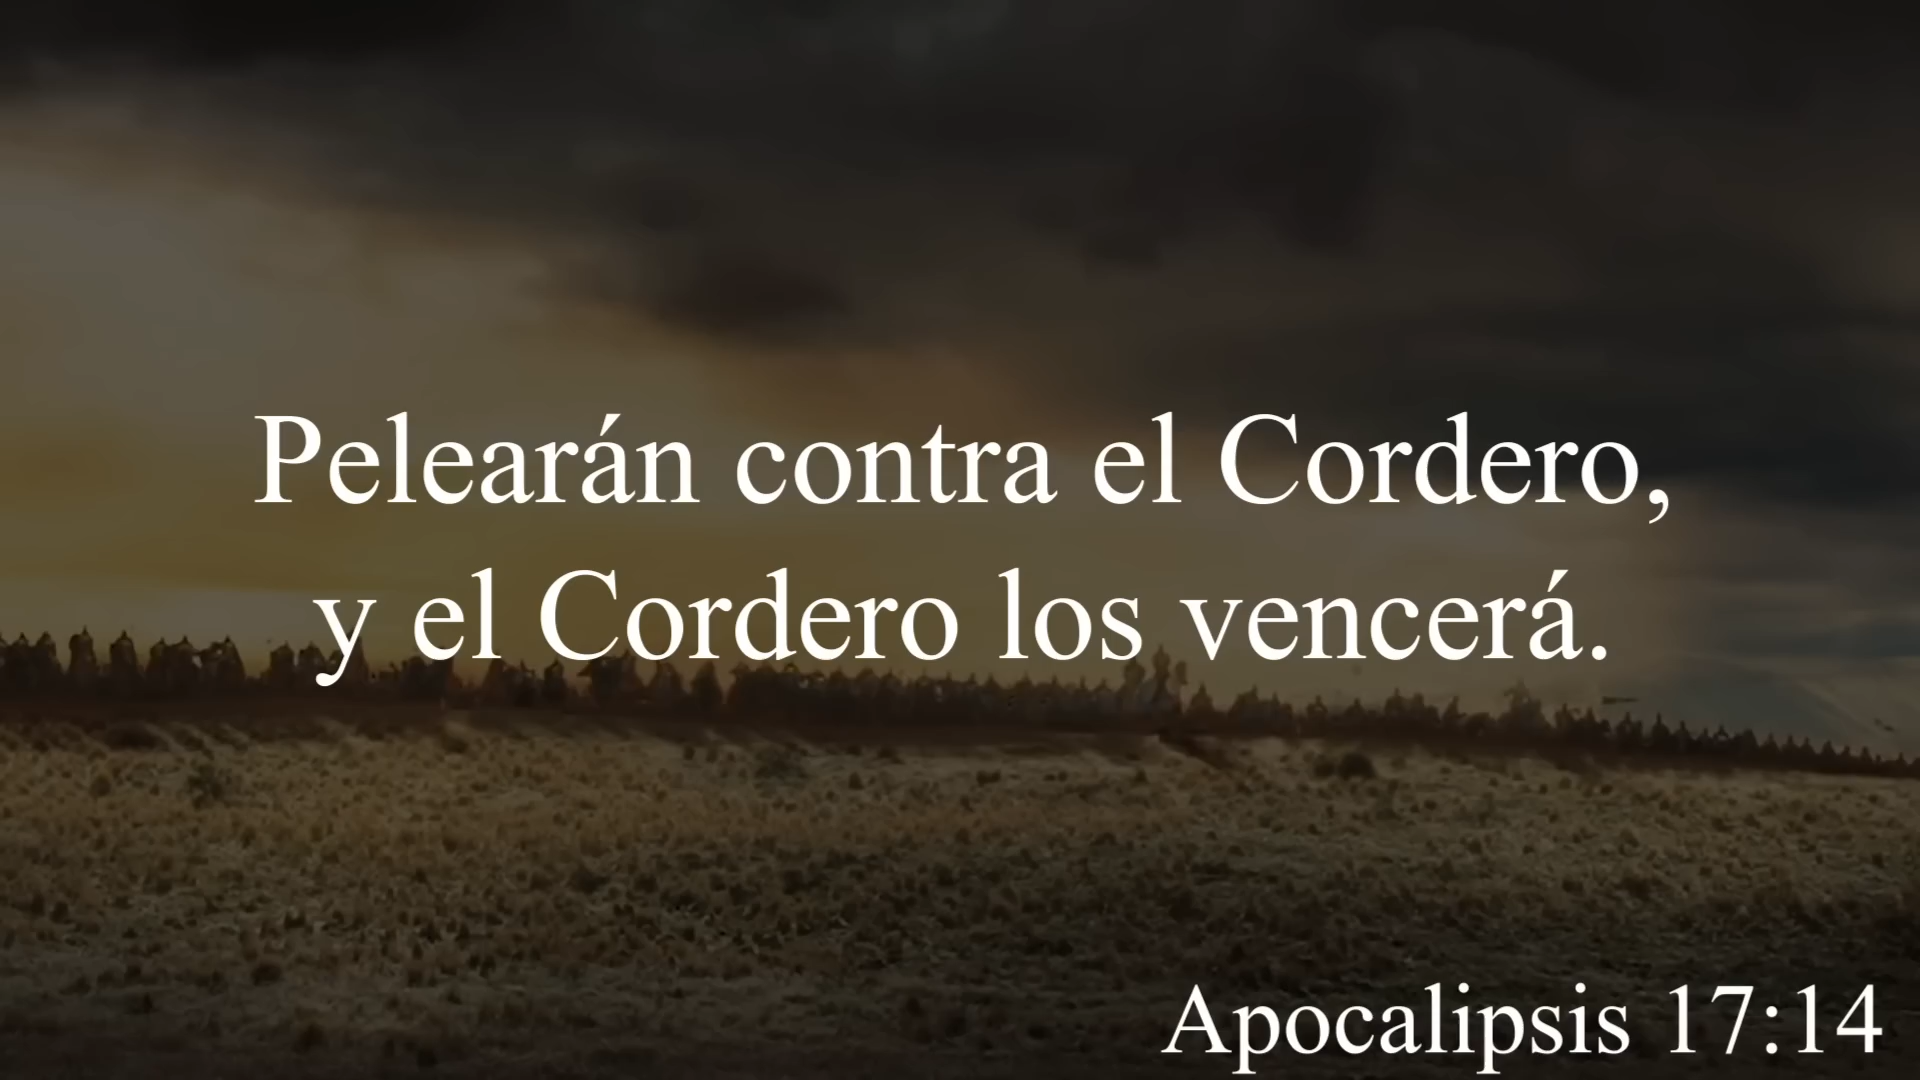 Pelearán contra el Cordero,
y el Cordero los vencerá.
Apocalipsis 17:14